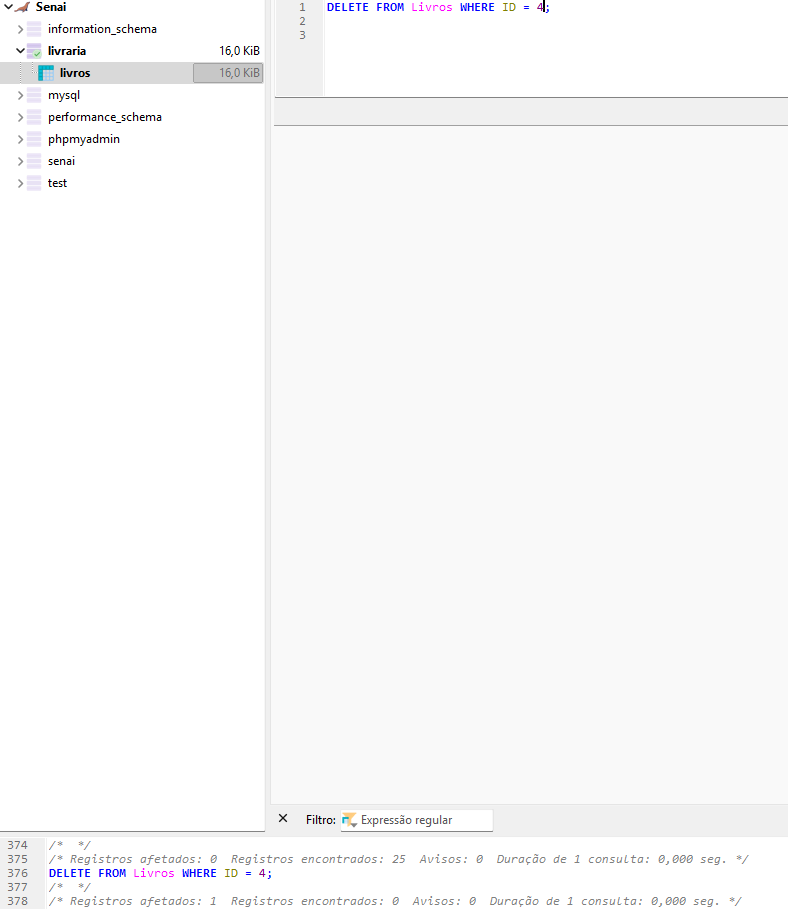 Senai
information_schema
livraria 16,0 KiB
livros 16,0 KiB
mysql
performance_schema
phpmyadmin
senai
test
1 DELETE FROM Livros WHERE ID = 4;
2
3
× Filtro: Expressão regular
374 /* */
375 /* Registros afetados: 0 Registros encontrados: 25 Avisos: 0 Duração de 1 consulta: 0,000 seg. */
376 DELETE FROM Livros WHERE ID = 4;
377 /* */
378 /* Registros afetados: 1 Registros encontrados: 0 Avisos: 0 Duração de 1 consulta: 0,000 seg. */